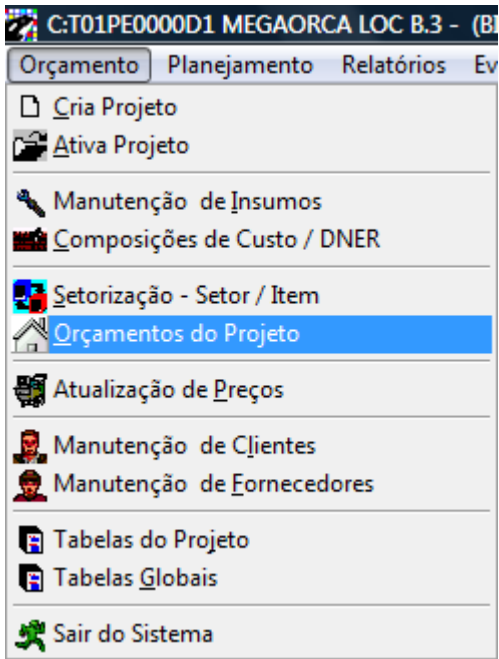 C:T01PE0000D1 MEGAORCA LOC B.3 - (B
Orçamento Planejamento Relatórios Ev
Cria Projeto
Ativa Projeto
Manutenção de Insumos
Composições de Custo / DNER
Setorização - Setor / Item
Orçamentos do Projeto
Atualização de Preços
Manutenção de Clientes
Manutenção de Fornecedores
Tabelas do Projeto
Tabelas Globais
Sair do Sistema